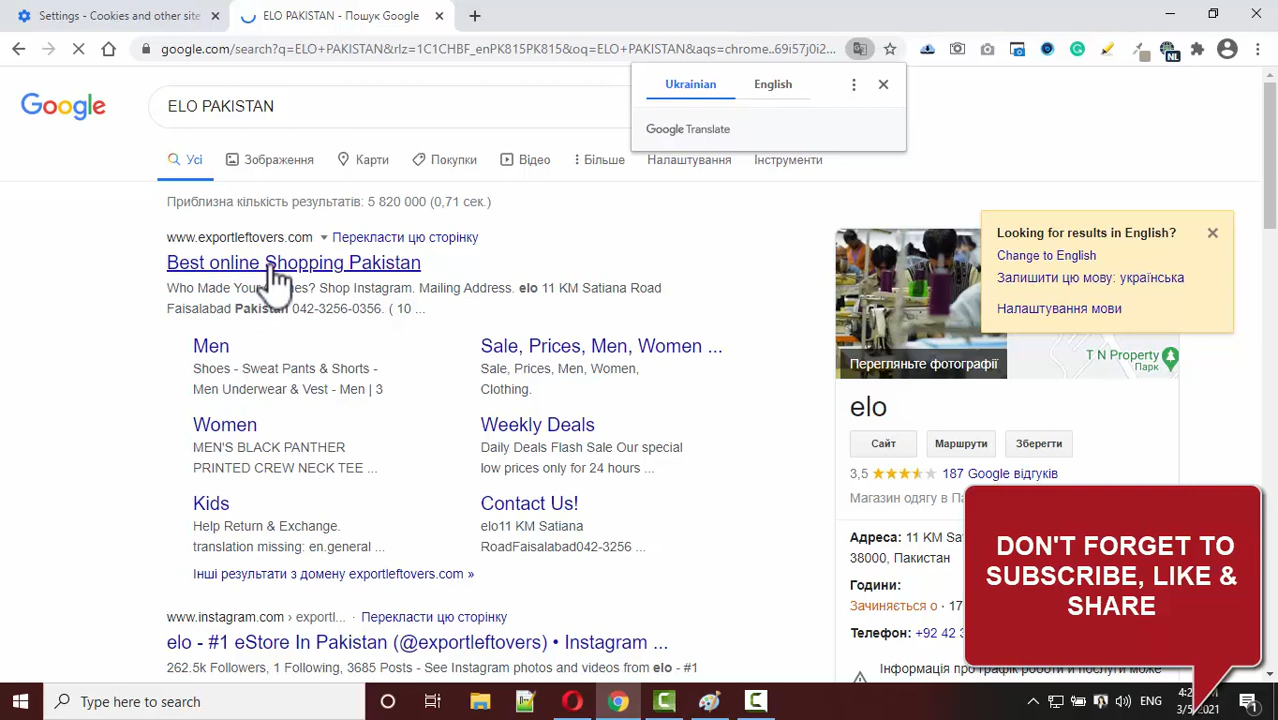 Settings - Cookies and other site
ELO PAKISTAN - Пошук Google
google.com/search?q=ELO+PAKISTAN&rlz=1C1CHBF_enPK815PK815&oq=ELO+PAKISTAN&aqs=chrome..69i57j0i2...
NL
Ukrainian
English
Google Translate
Google
ELO PAKISTAN
Усі
Зображення
Карти
Покупки
Відео
Більше
Налаштування
Інструменти
Приблизна кількість результатів: 5 820 000 (0,71 сек.)
www.exportleftovers.com
Перекласти цю сторінку
Best online Shopping Pakistan
Who Made Your ? Shop Instagram. Mailing Address. elo 11 KM Satiana Road
Faisalabad Pakistan 042-3256-0356. ( 10 ...
Men
Shoes - Sweat Pants & Shorts -
Men Underwear & Vest - Men | 3
Sale, Prices, Men, Women ...
Sale, Prices, Men, Women,
Clothing.
Women
MEN'S BLACK PANTHER
PRINTED CREW NECK TEE ...
Weekly Deals
Daily Deals Flash Sale Our special
low prices only for 24 hours ...
Kids
Help Return & Exchange.
translation missing: en.general ...
Contact Us!
elo11 KM Satiana
RoadFaisalabad042-3256 ...
Інші результати з домену exportleftovers.com »
www.instagram.com › exportl...
Перекласти цю сторінку
elo - #1 eStore In Pakistan (@exportleftovers) • Instagram ...
262.5k Followers, 1 Following, 3685 Posts - See Instagram photos and videos from elo - #1
Looking for results in English?
Change to English
Залишити цю мову: українська
Налаштування мови
Перегляньте фотографії
T N Property
Парк
elo
Сайт
Маршрути
Зберегти
3,5
187 Google відгуків
Магазин одягу в
Адреса: 11 KM
38000, Пакистан
Години:
Зачиняється о · 17
Телефон: +92 42
Інформація про графік роботи й послуги може
DON'T FORGET TO
SUBSCRIBE, LIKE &
SHARE
Type here to search
ENG
1